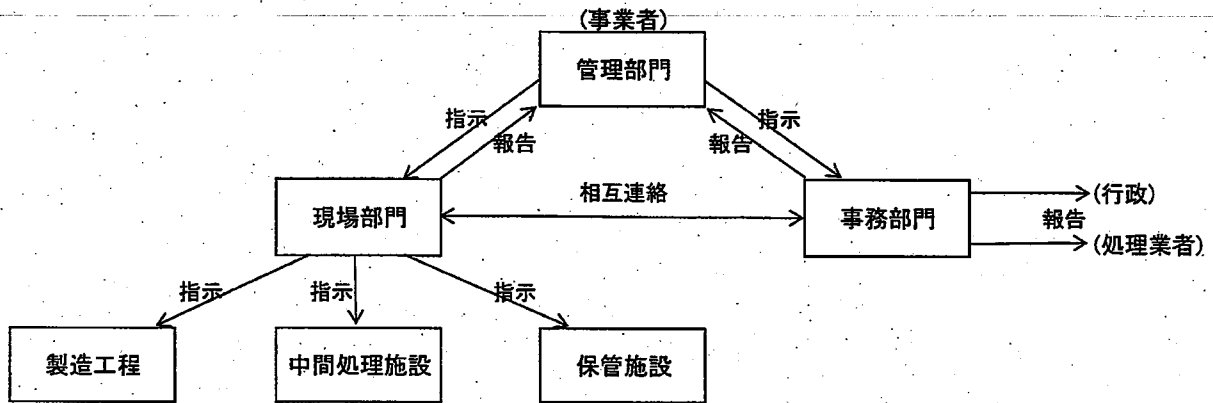 (事業者)
管理部門
指示
報告
指示
報告
相互連絡
現場部門
事務部門
(行政)
報告
(処理業者)
指示
指示
指示
製造工程
中間処理施設
保管施設